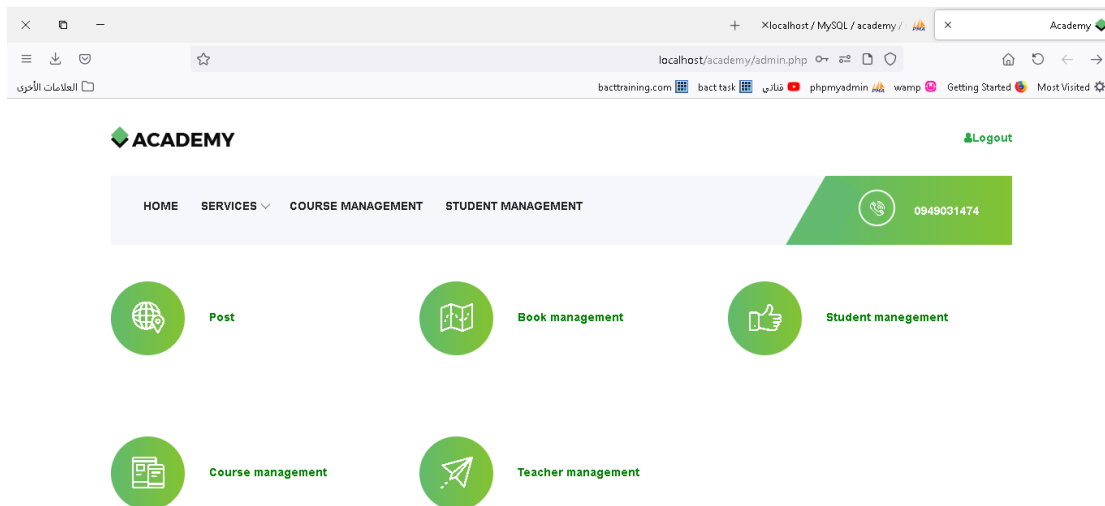 localhost / MySQL / academy /
Academy
localhost/academy/admin.php
العلامات الأخرى
bacttraining.com
bact task
قناتي
phpmyadmin
wamp
Getting Started
Most Visited
ACADEMY
Logout
HOME SERVICES COURSE MANAGEMENT STUDENT MANAGEMENT
0949031474
Post
Book management
Student manegement
Course management
Teacher management